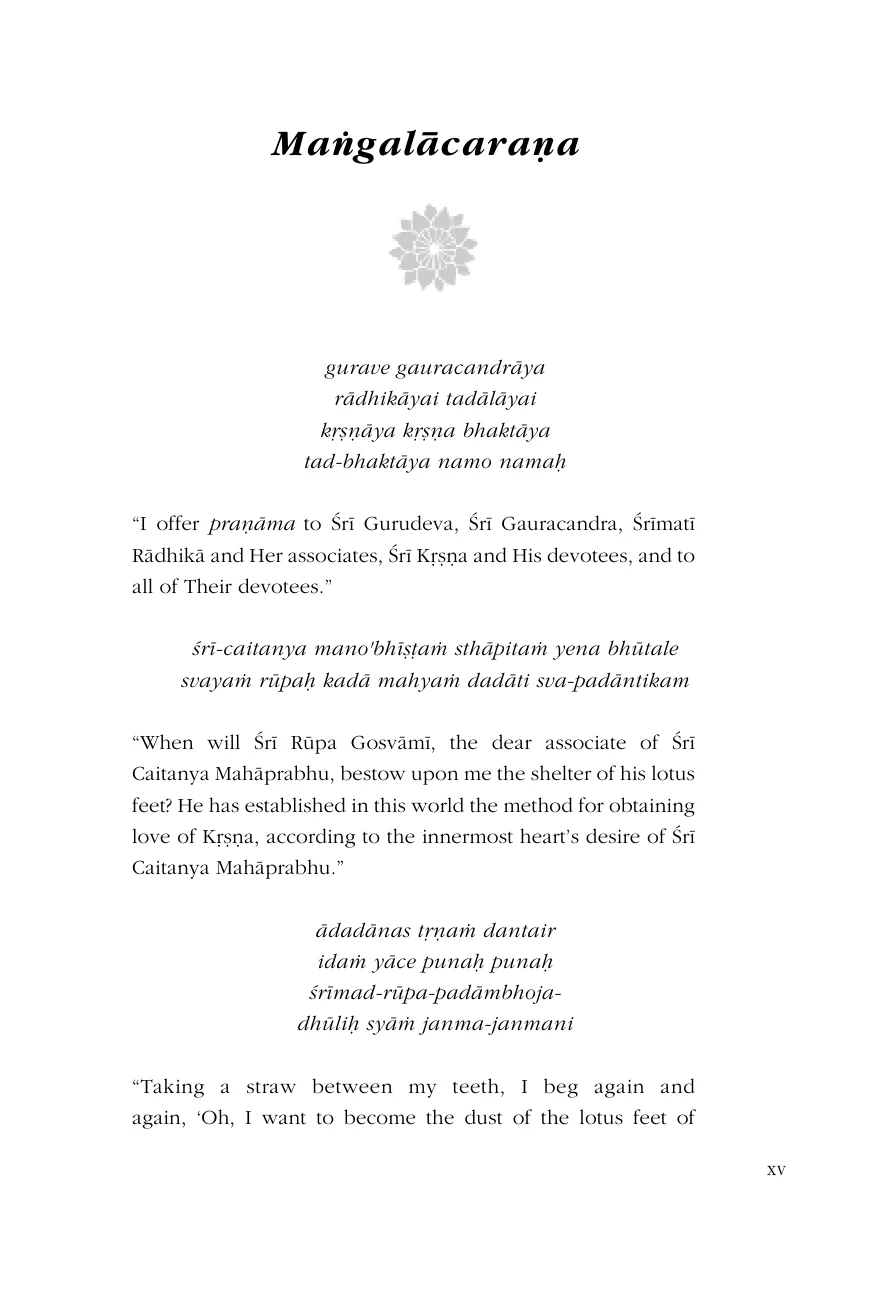 Maṅgalācaraṇa
gurave gauracandrāya
rādhikāyai tadālāyai
kṛṣṇāya kṛṣṇa bhaktāya
tad-bhaktāya namo namaḥ
“I offer praṇāma to Śrī Gurudeva, Śrī Gauracandra, Śrīmatī
Rādhikā and Her associates, Śrī Kṛṣṇa and His devotees, and to
all of Their devotees.”
śrī-caitanya mano'bhīṣṭaṁ sthāpitaṁ yena bhūtale
svayaṁ rūpaḥ kadā mahyaṁ dadāti sva-padāntikam
“When will Śrī Rūpa Gosvāmī, the dear associate of Śrī
Caitanya Mahāprabhu, bestow upon me the shelter of his lotus
feet? He has established in this world the method for obtaining
love of Kṛṣṇa, according to the innermost heart’s desire of Śrī
Caitanya Mahāprabhu.”
ādadānas tṛṇaṁ dantair
idaṁ yāce punaḥ punaḥ
śrīmad-rūpa-padāmbhoja-
dhūliḥ syāṁ janma-janmani
“Taking a straw between my teeth, I beg again and
again, ‘Oh, I want to become the dust of the lotus feet of
xv